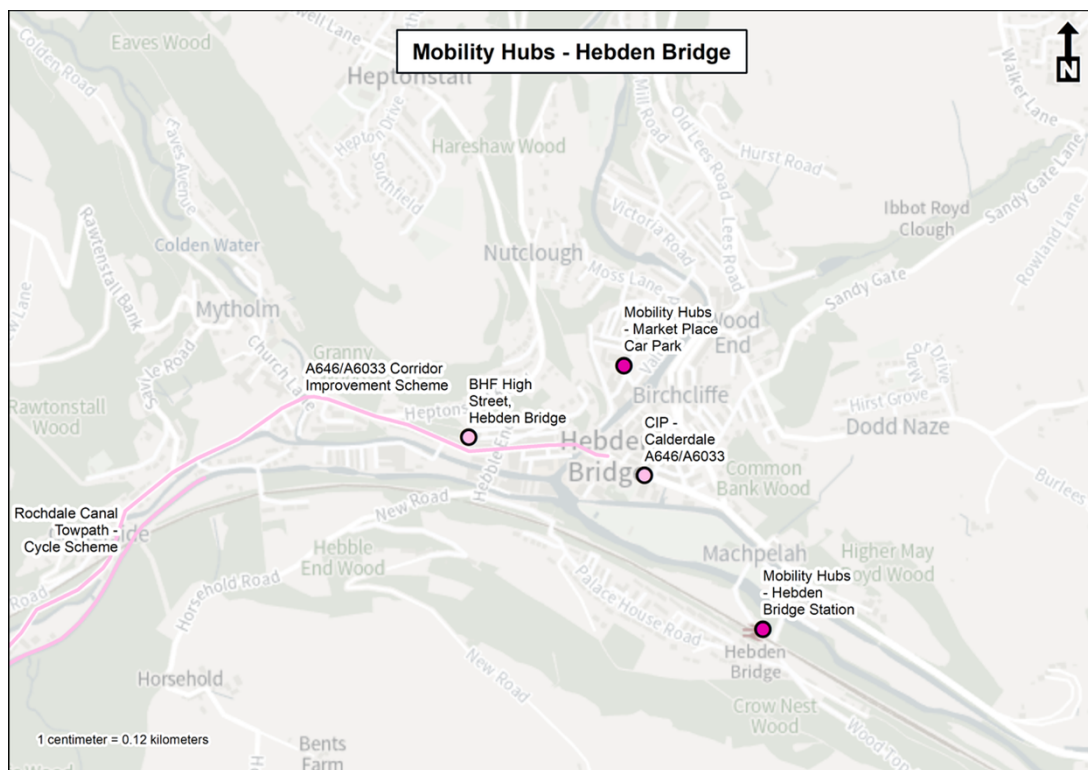 Mobility Hubs - Hebden Bridge
N
Eaves Wood
Colden Road
Heptonstall
Walker Lane
Mill Road
Old Lees Road
Hepton Drive
Southfield
Hareshaw Wood
Hurst Road
Eaves Avenue
Lees Road
Sandy Gate Lane
Ibbot Royd
Clough
Rowland Lane
Victoria Road
Colden Water
Nutclough
Moss Lane
Sandy Gate
Rawtenstall Bank
Mytholm
Mobility Hubs
- Market Place
Car Park
Wood
End
Church Lane
Granny
A646/A6033 Corridor
Improvement Scheme
BHF High
Street,
Hebden Bridge
Birchcliffe
CIP -
Calderdale
A646/A6033
Savile Road
Rawtonstall
Wood
Hirst Grove
Dodd Naze
Hebden
Bridge
Common
Bank Wood
Rochdale Canal
Towpath -
Cycle Scheme
New Road
Hebble
End Wood
Horsehold Road
Machpelah
Higher May
Royd Wood
Mobility Hubs
- Hebden
Bridge Station
Palace House Road
Hebden
Bridge
Horsehold
New Road
Crow Nest
Wood
1 centimeter = 0.12 kilometers
Bents
Farm